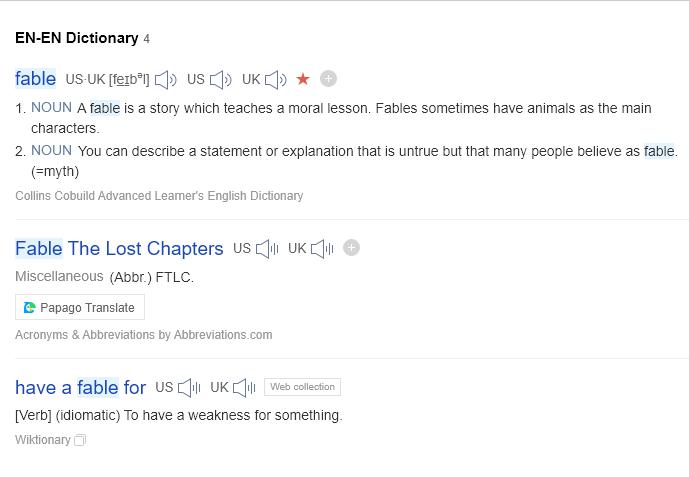 EN-EN Dictionary 4
fable US·UK [feɪbᵊl] US UK
1. NOUN A fable is a story which teaches a moral lesson. Fables sometimes have animals as the main
characters.
2. NOUN You can describe a statement or explanation that is untrue but that many people believe as fable.
(=myth)
Collins Cobuild Advanced Learner's English Dictionary
Fable The Lost Chapters US UK
Miscellaneous (Abbr.) FTLC.
Papago Translate
Acronyms & Abbreviations by Abbreviations.com
have a fable for US UK Web collection
[Verb] (idiomatic) To have a weakness for something.
Wiktionary